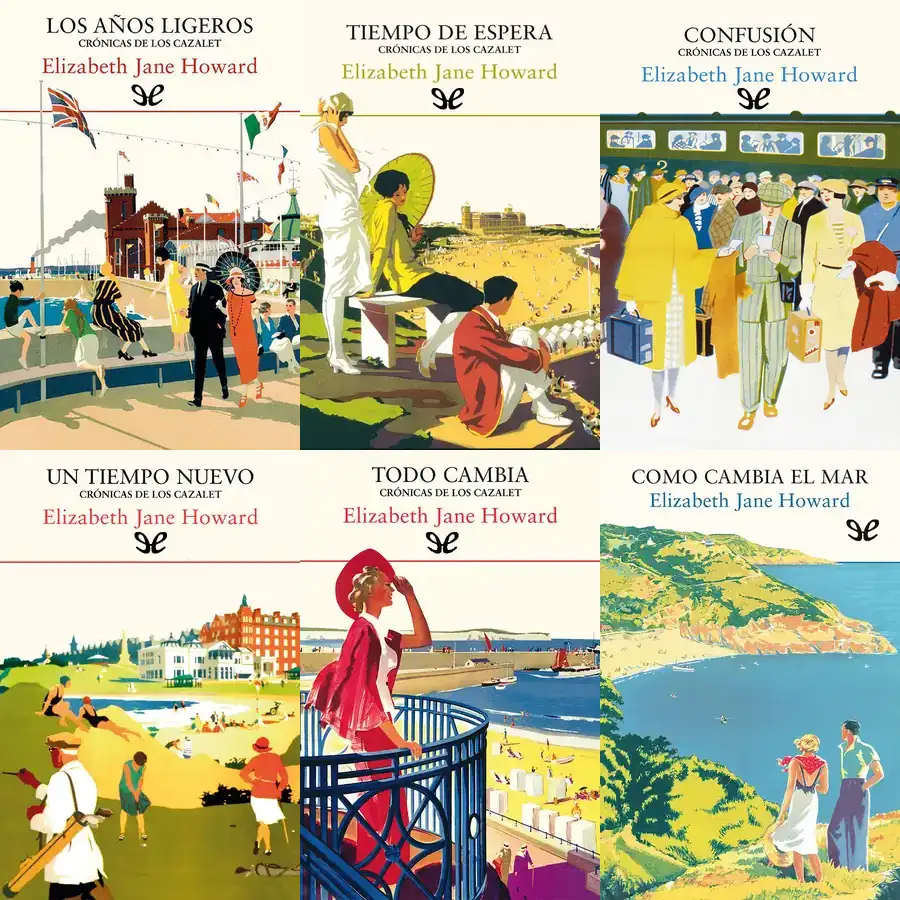 LOS AÑOS LIGEROS
CRÓNICAS DE LOS CAZALET
Elizabeth Jane Howard
TIEMPO DE ESPERA
CRÓNICAS DE LOS CAZALET
Elizabeth Jane Howard
CONFUSIÓN
CRÓNICAS DE LOS CAZALET
Elizabeth Jane Howard
2
UN TIEMPO NUEVO
CRÓNICAS DE LOS CAZALET
Elizabeth Jane Howard
TODO CAMBIA
CRÓNICAS DE LOS CAZALET
Elizabeth Jane Howard
COMO CAMBIA EL MAR
Elizabeth Jane Howard